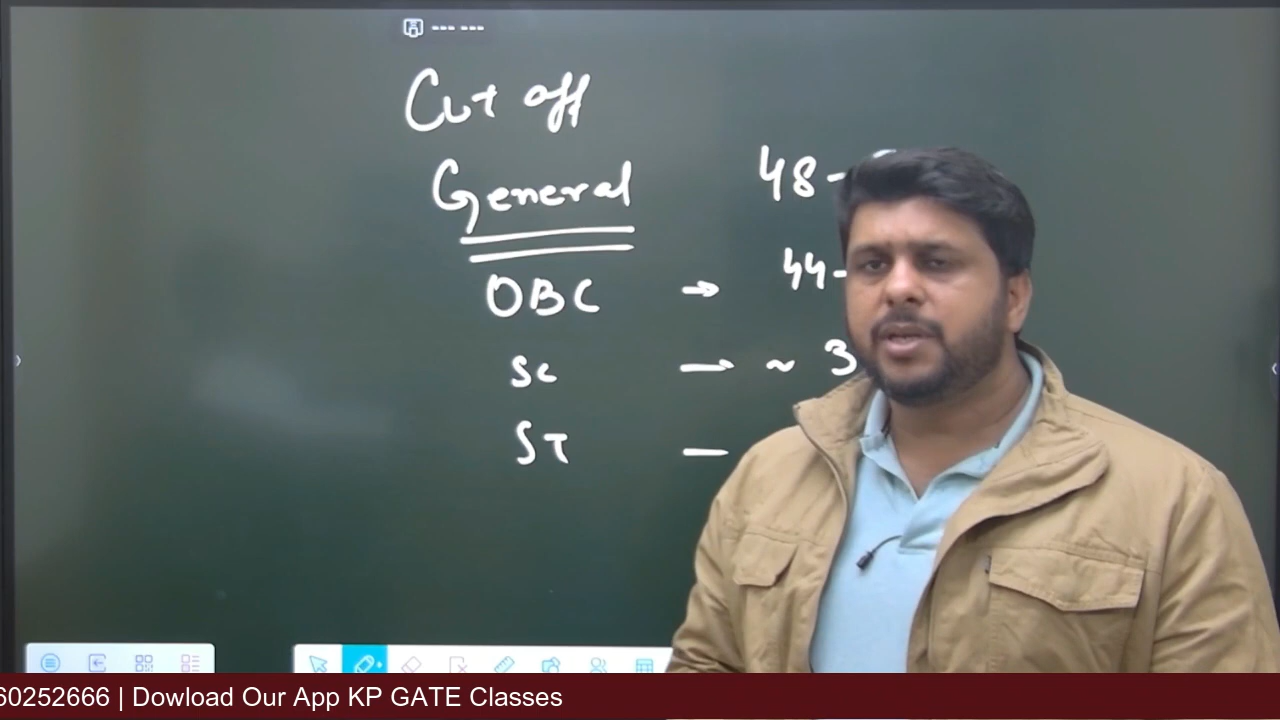 Cut off
General 48-
OBC → 44-
SC → ~ 3
ST -
60252666 | Dowload Our App KP GATE Classes